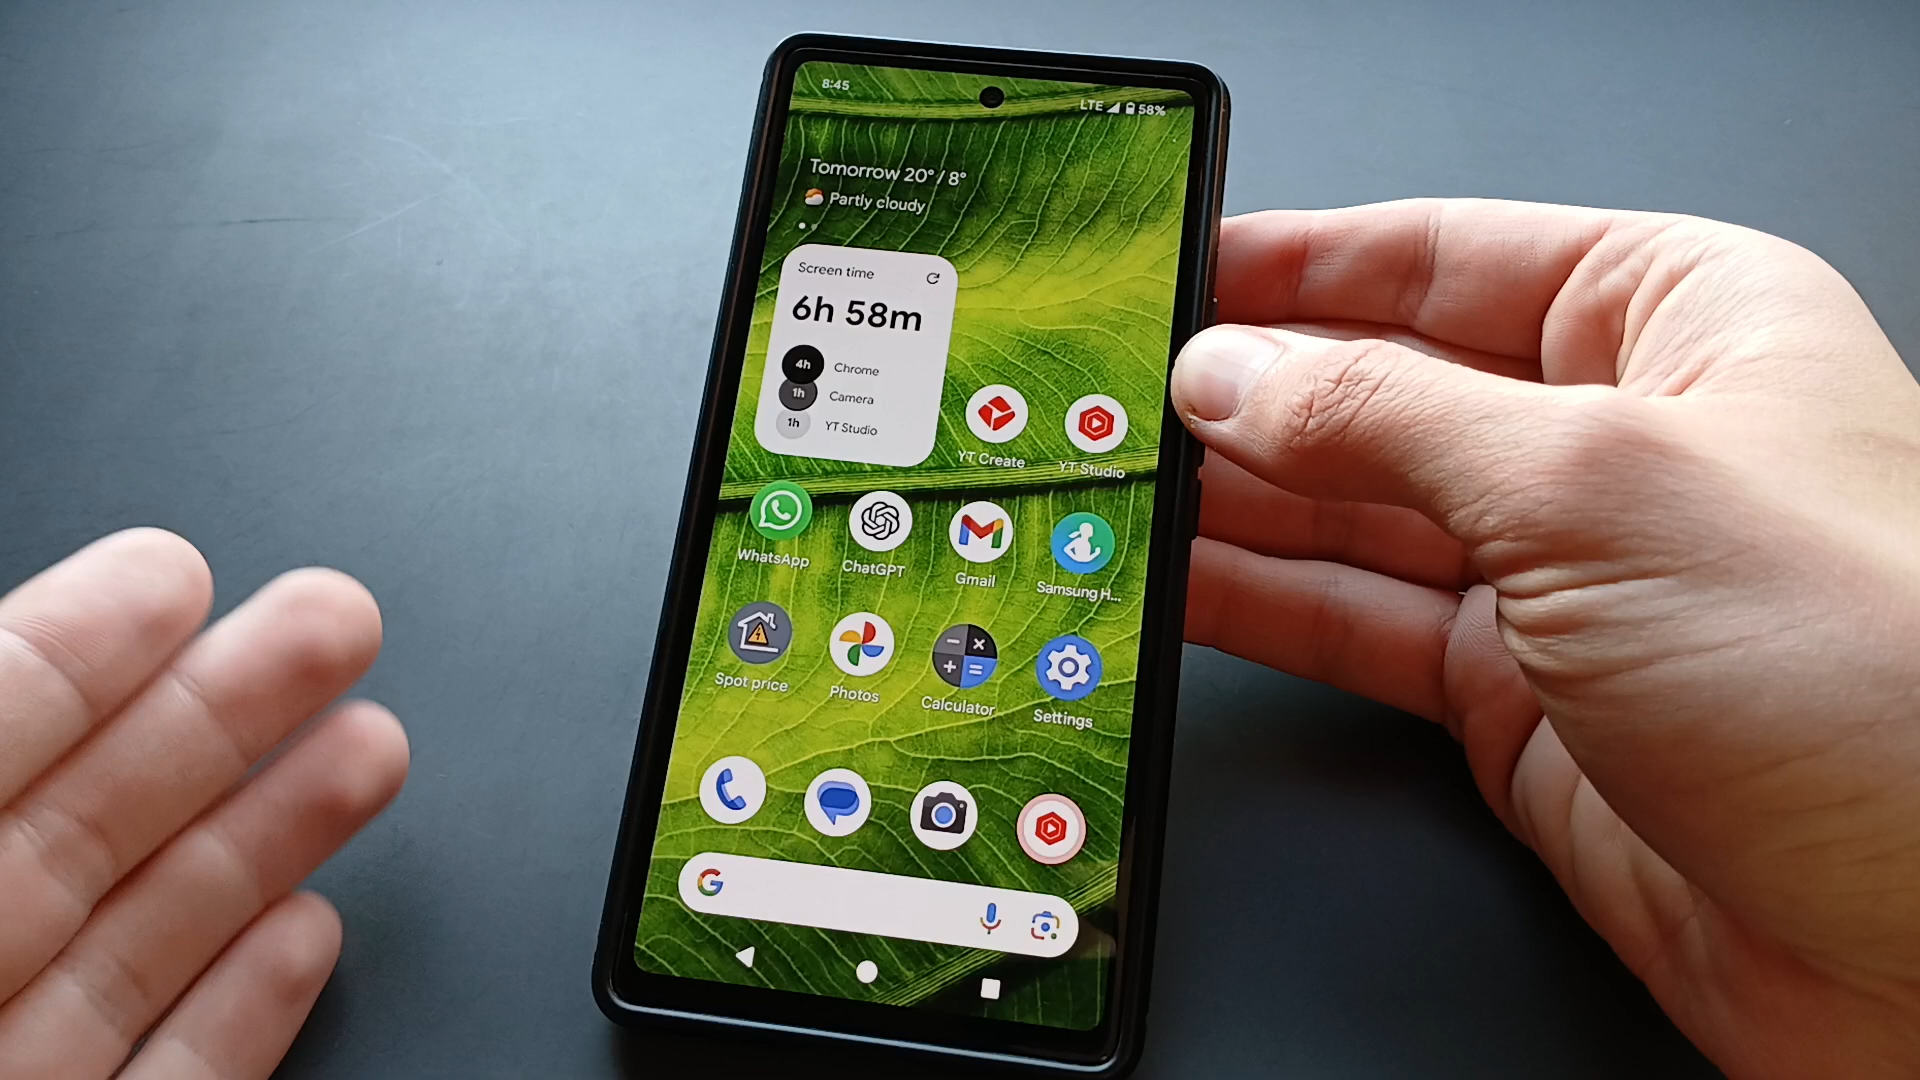 8:45
LTE 58%
Tomorrow 20° / 8°
Partly cloudy
Screen time
6h 58m
4h Chrome
1h Camera
1h YT Studio
YT Create YT Studio
WhatsApp ChatGPT Gmail Samsung H...
Spot price Photos Calculator Settings